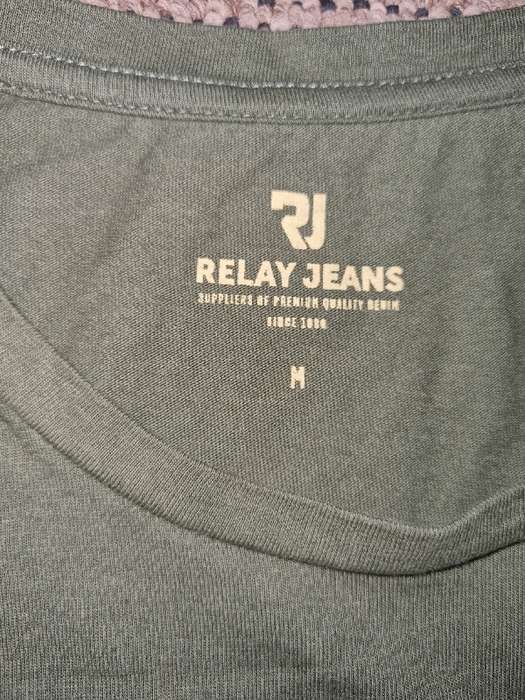 RJ
RELAY JEANS
SUPPLIERS OF PREMIUM QUALITY DENIM
SINCE
M